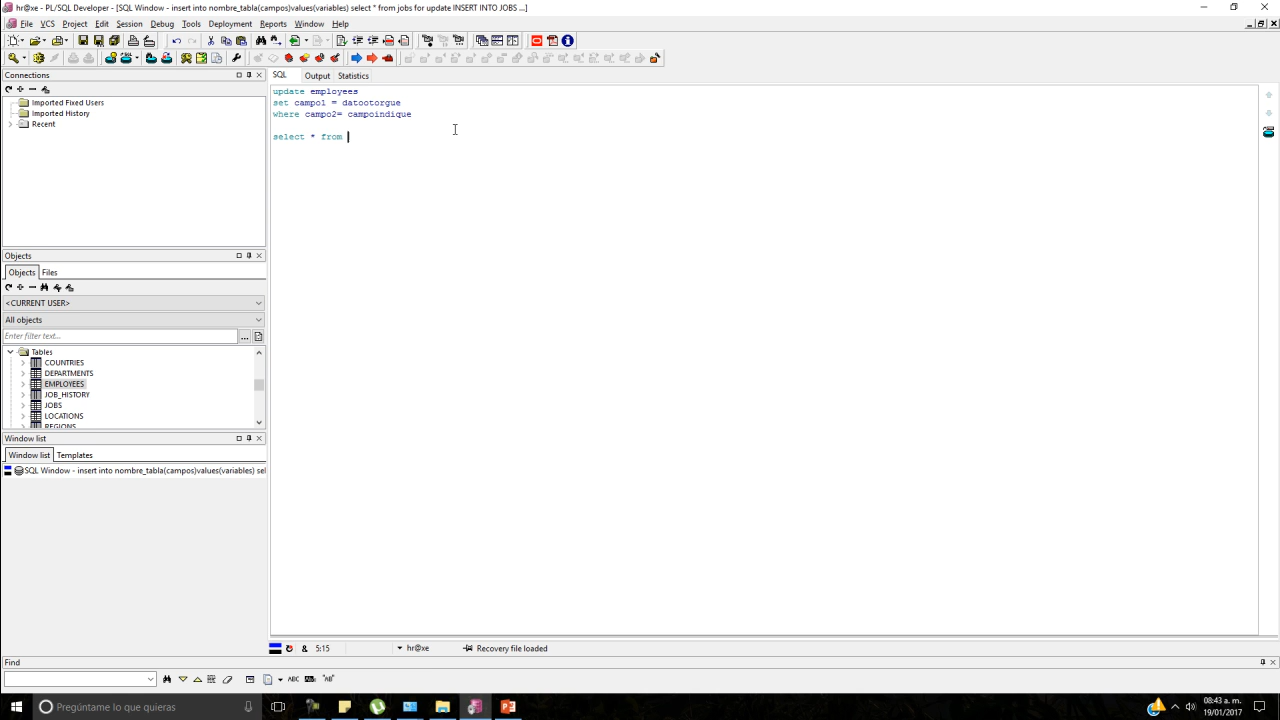 hr@xe - PL/SQL Developer - [SQL Window - insert into nombre_tabla(campos)values(variables) select * from jobs for update INSERT INTO JOBS ...]
File VCS Project Edit Session Debug Tools Deployment Reports Window Help
Connections
Imported Fixed Users
Imported History
Recent
Objects
Objects Files
<CURRENT USER>
All objects
Enter filter text...
Tables
COUNTRIES
DEPARTMENTS
EMPLOYEES
JOB_HISTORY
JOBS
LOCATIONS
REGIONS
Window list
Window list Templates
SQL Window - insert into nombre_tabla(campos)values(variables) sel
SQL Output Statistics
update employees
set campo1 = datootorgue
where campo2= campoindique
select * from
& 5:15 hr@xe Recovery file loaded
Find
ABC "AB"
Pregúntame lo que quieras
08:43 a. m.
19/01/2017